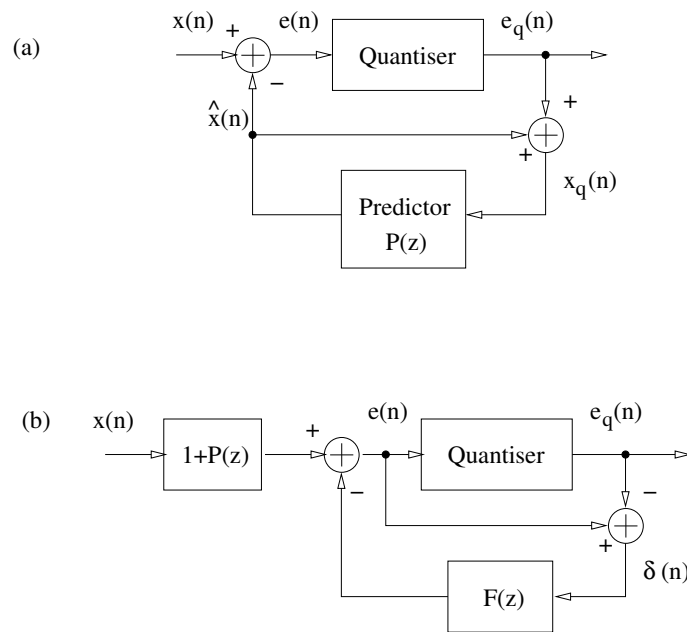 (a)
x(n)
+
e(n)
Quantiser
e_q(n)
−
x̂(n)
+
+
x_q(n)
Predictor
P(z)
(b)
x(n)
1+P(z)
+
e(n)
Quantiser
e_q(n)
−
−
+
δ(n)
F(z)